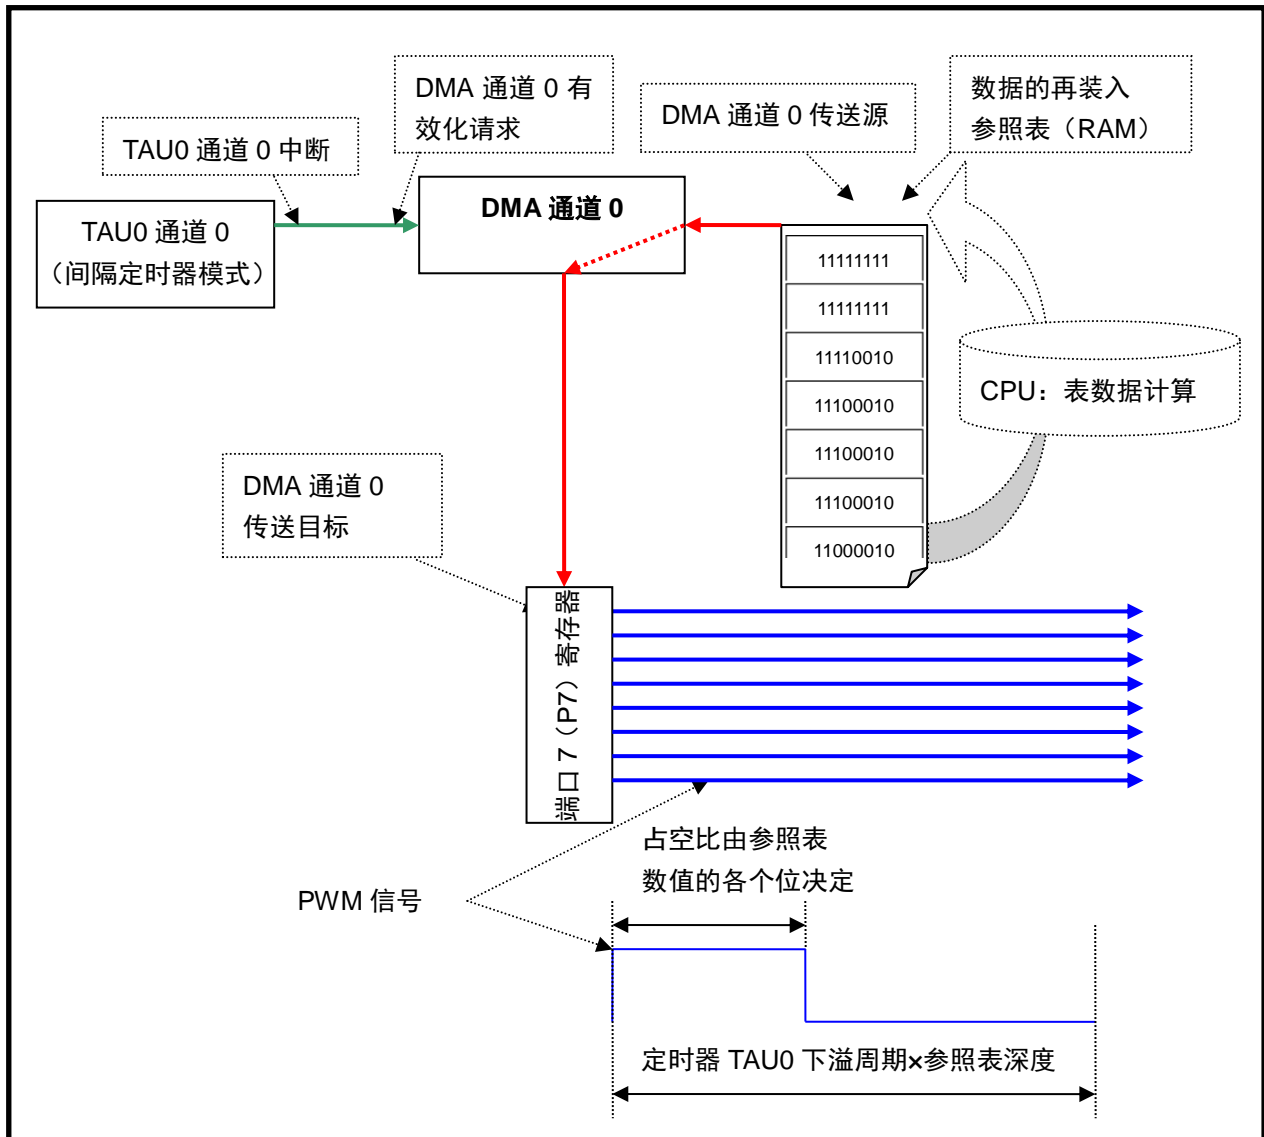 DMA 通道 0 有
效化请求
DMA 通道 0 传送源
数据的再装入
参照表（RAM）
TAU0 通道 0 中断
TAU0 通道 0
（间隔定时器模式）
DMA 通道 0
11111111
11111111
11110010
11100010
11100010
11100010
11000010
CPU：表数据计算
DMA 通道 0
传送目标
端口 7（P7）寄存器
占空比由参照表
数值的各个位决定
PWM 信号
定时器 TAU0 下溢周期×参照表深度